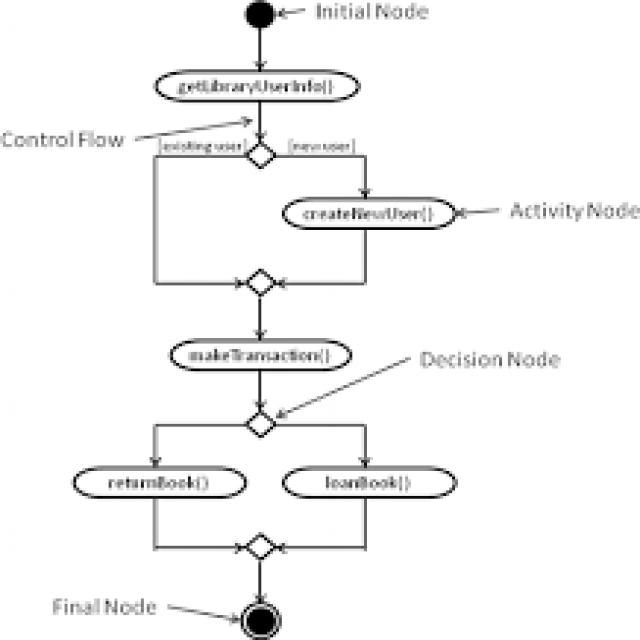 Initial Node
getLibraryUserInfo()
Control Flow
[existing user]
[new user]
createNewUser()
Activity Node
makeTransaction()
Decision Node
returnBook()
loanBook()
Final Node